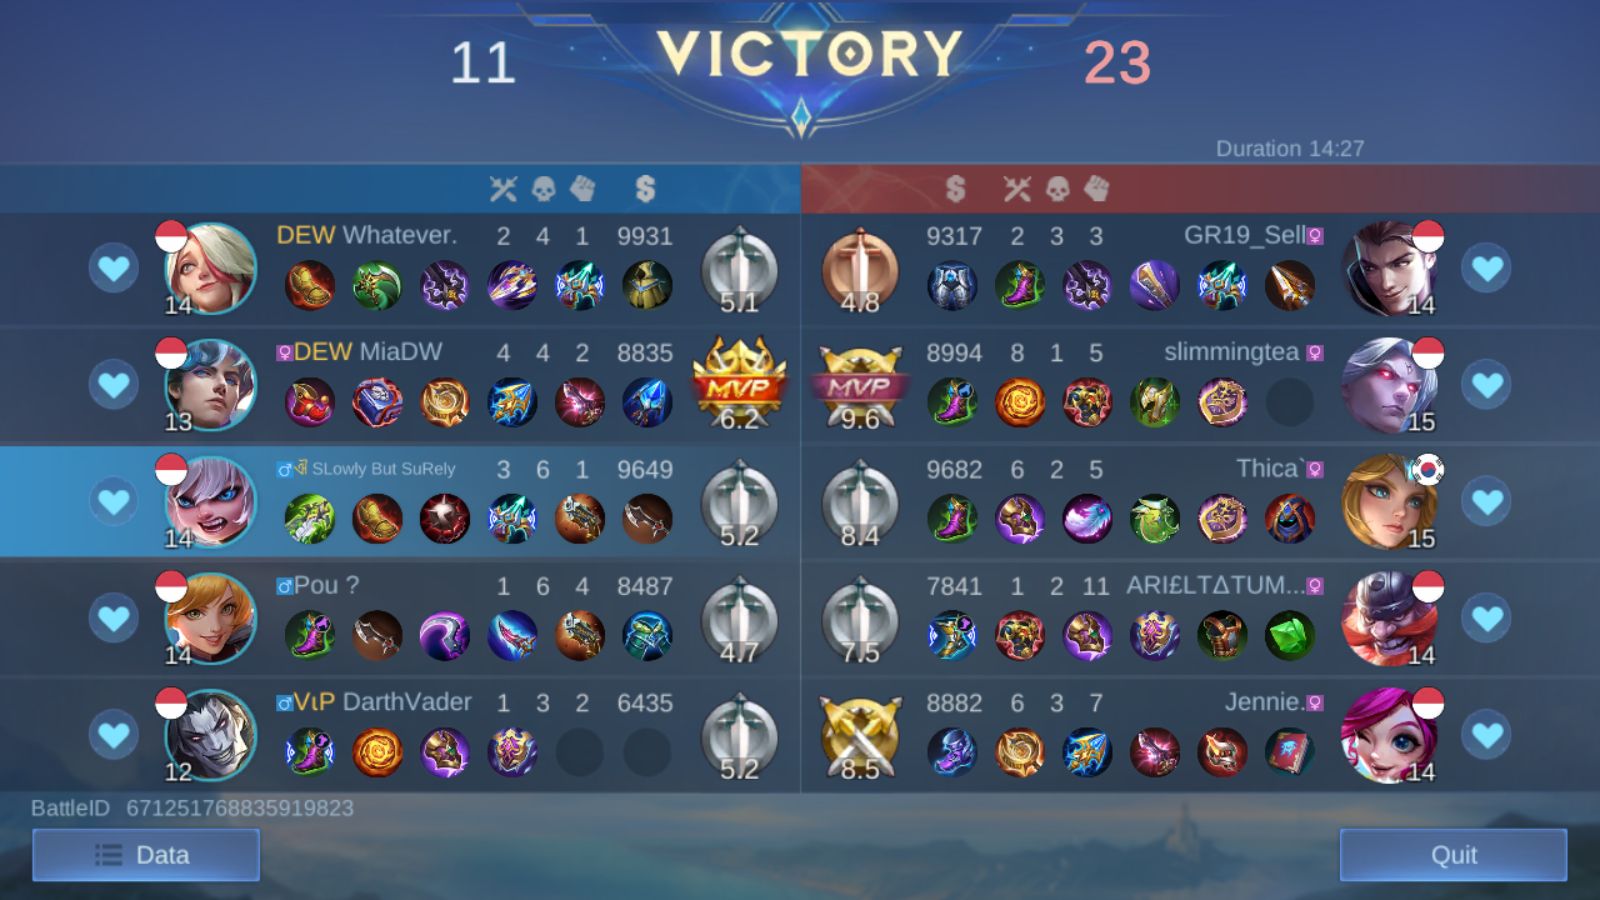 VICTORY
11
23
Duration 14:27
DEW Whatever. 2 4 1 9931
14
5.1
4.8
9317 2 3 3 GR19_Sell
14
DEW MiaDW 4 4 2 8835
13
MVP
6.2
MVP
9.6
8994 8 1 5 slimmingtea
15
SLowly But SuRely 3 6 1 9649
14
5.2
8.4
9682 6 2 5 Thica`
15
Pou ? 1 6 4 8487
14
4.7
7.5
7841 1 2 11 ARI£LTΔTUM...
14
VιP DarthVader 1 3 2 6435
12
5.2
8.5
8882 6 3 7 Jennie.
14
BattleID 671251768835919823
Data
Quit